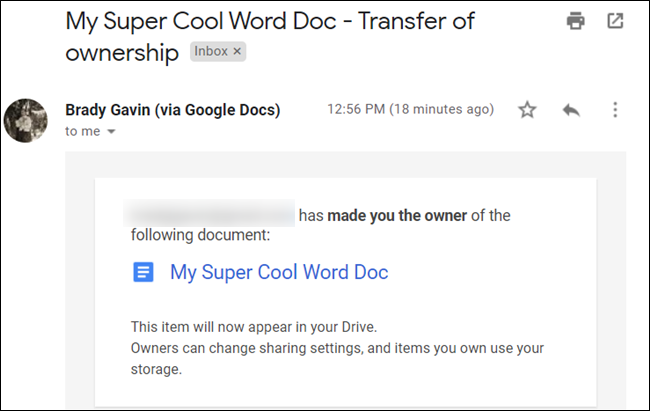 My Super Cool Word Doc - Transfer of
ownership Inbox ×
Brady Gavin (via Google Docs) 12:56 PM (18 minutes ago)
to me
has made you the owner of the
following document:
My Super Cool Word Doc
This item will now appear in your Drive.
Owners can change sharing settings, and items you own use your
storage.